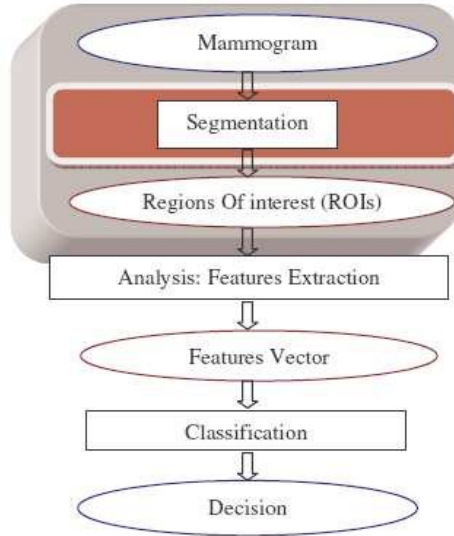 Mammogram
Segmentation
Regions Of interest (ROIs)
Analysis: Features Extraction
Features Vector
Classification
Decision